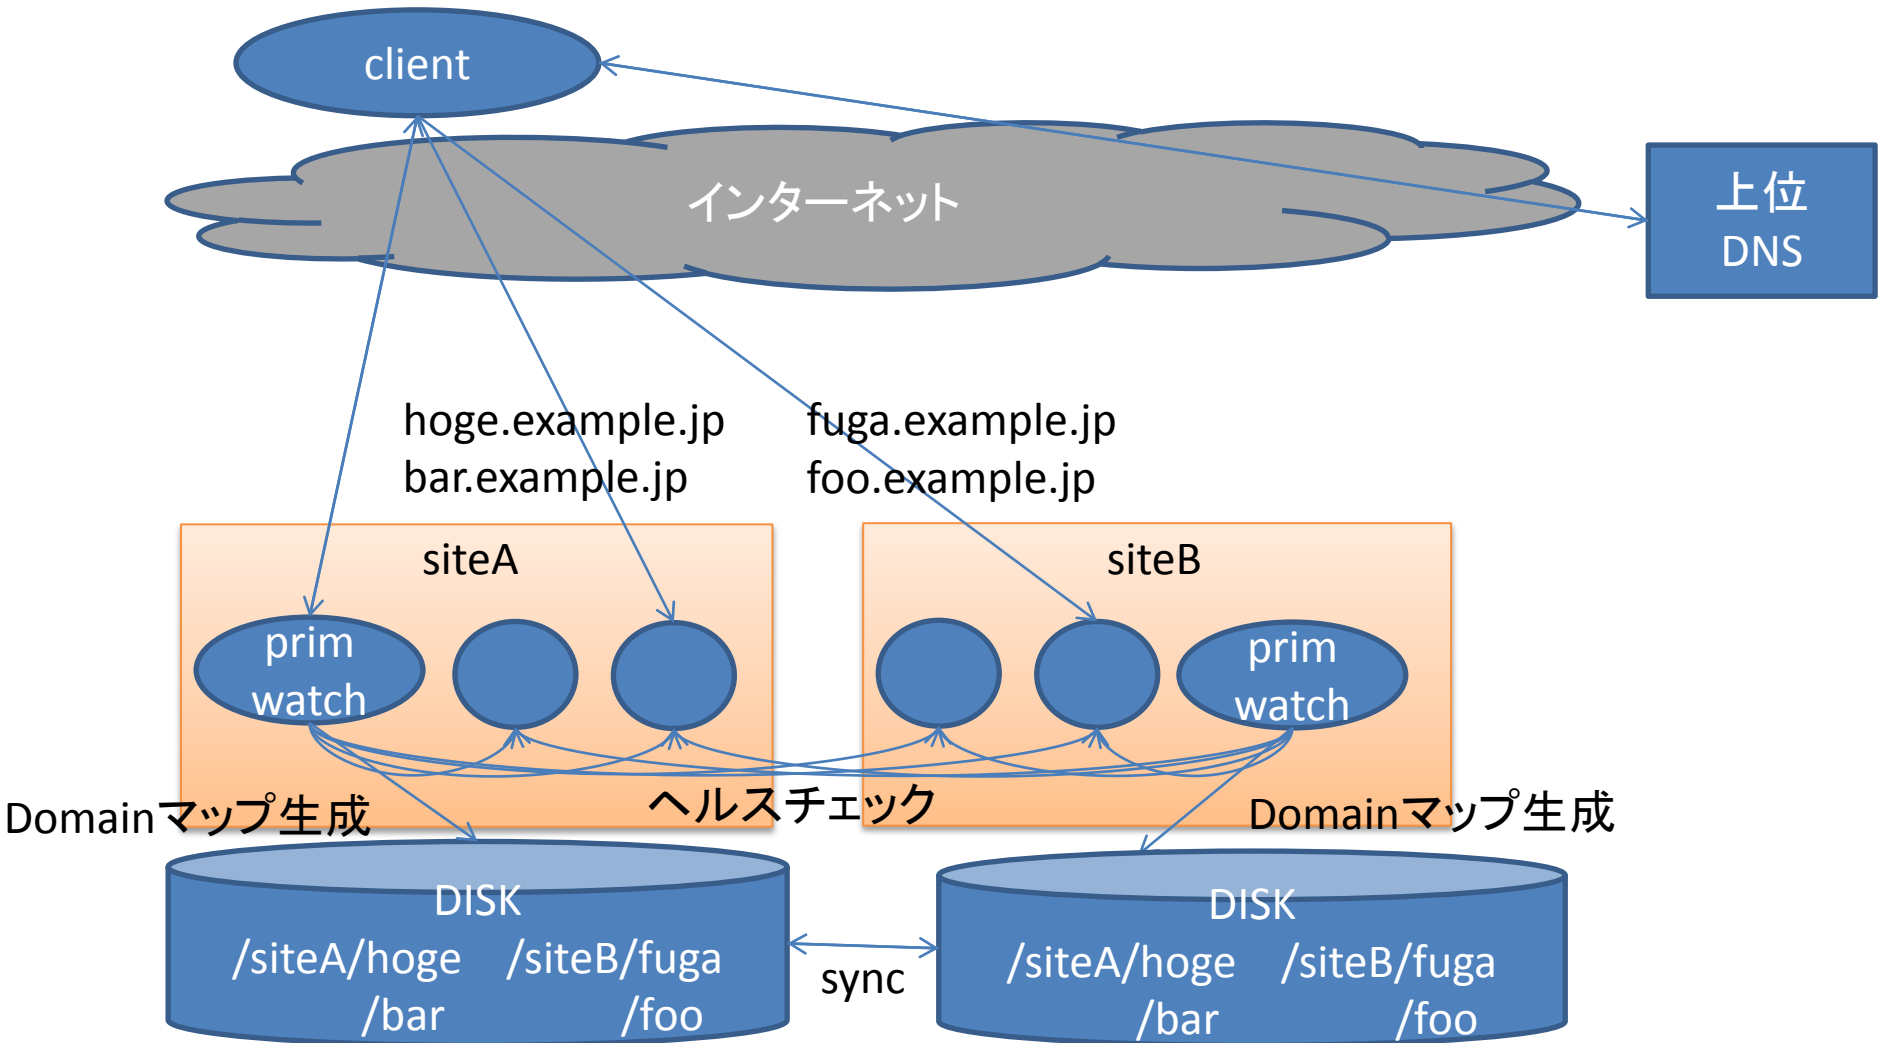 client
インターネット
上位
DNS
hoge.example.jp
bar.example.jp
fuga.example.jp
foo.example.jp
siteA
siteB
prim
watch
prim
watch
Domainマップ生成
ヘルスチェック
Domainマップ生成
DISK
/siteA/hoge /siteB/fuga
/bar /foo
sync
DISK
/siteA/hoge /siteB/fuga
/bar /foo